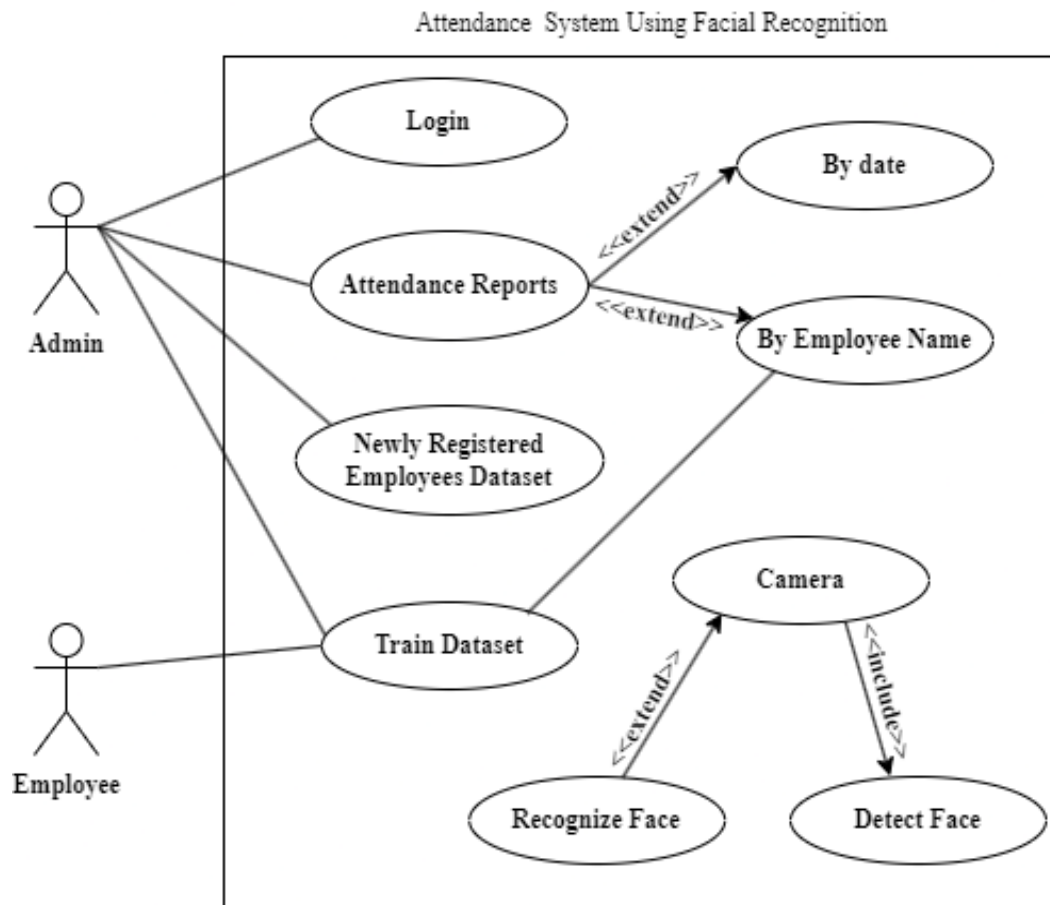 Attendance System Using Facial Recognition
Login
By date
<<extend>>
Attendance Reports
<<extend>>
By Employee Name
Admin
Newly Registered
Employees Dataset
Camera
Train Dataset
<<extend>>
<<include>>
Employee
Recognize Face
Detect Face